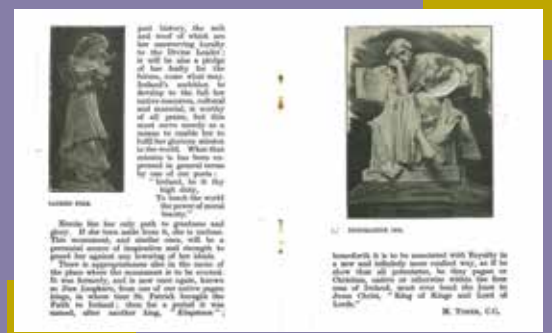 past history, the web
and woof of which are
her unswerving loyalty
to the Divine Leader:
it will be also a pledge
of her fealty for the
future, come what may.
Ireland's ambition to
develop to the full her
native resources, cultural
and material, is worthy
of all praise, but this
must serve merely as a
means to enable her to
fulfil her glorious mission
to the world. What that
mission is has been ex-
pressed in general terms
by one of our poets:
"Ireland, be it thy
high duty,
To teach the world
the power of moral
beauty."
Herein lies her only path to greatness and
glory. If she turn aside from it, she is undone.
This monument, and similar ones, will be a
perennial source of inspiration and strength to
guard her against any lowering of her ideals.
There is appropriateness also in the name of
the place where the monument is to be erected.
It was formerly, and is now once again, known
as Dun Laoghaire, from one of our native pagan
kings, in whose time St. Patrick brought the
Faith to Ireland: then for a period it was
named, after another king, "Kingstown";
henceforth it is to be associated with Royalty in
a new and infinitely more exalted way, as if to
show that all potentates, be they pagan or
Christian, native or otherwise within the four
seas of Ireland, must ever bend the knee to
Jesus Christ, "King of Kings and Lord of
Lords."
C.C.